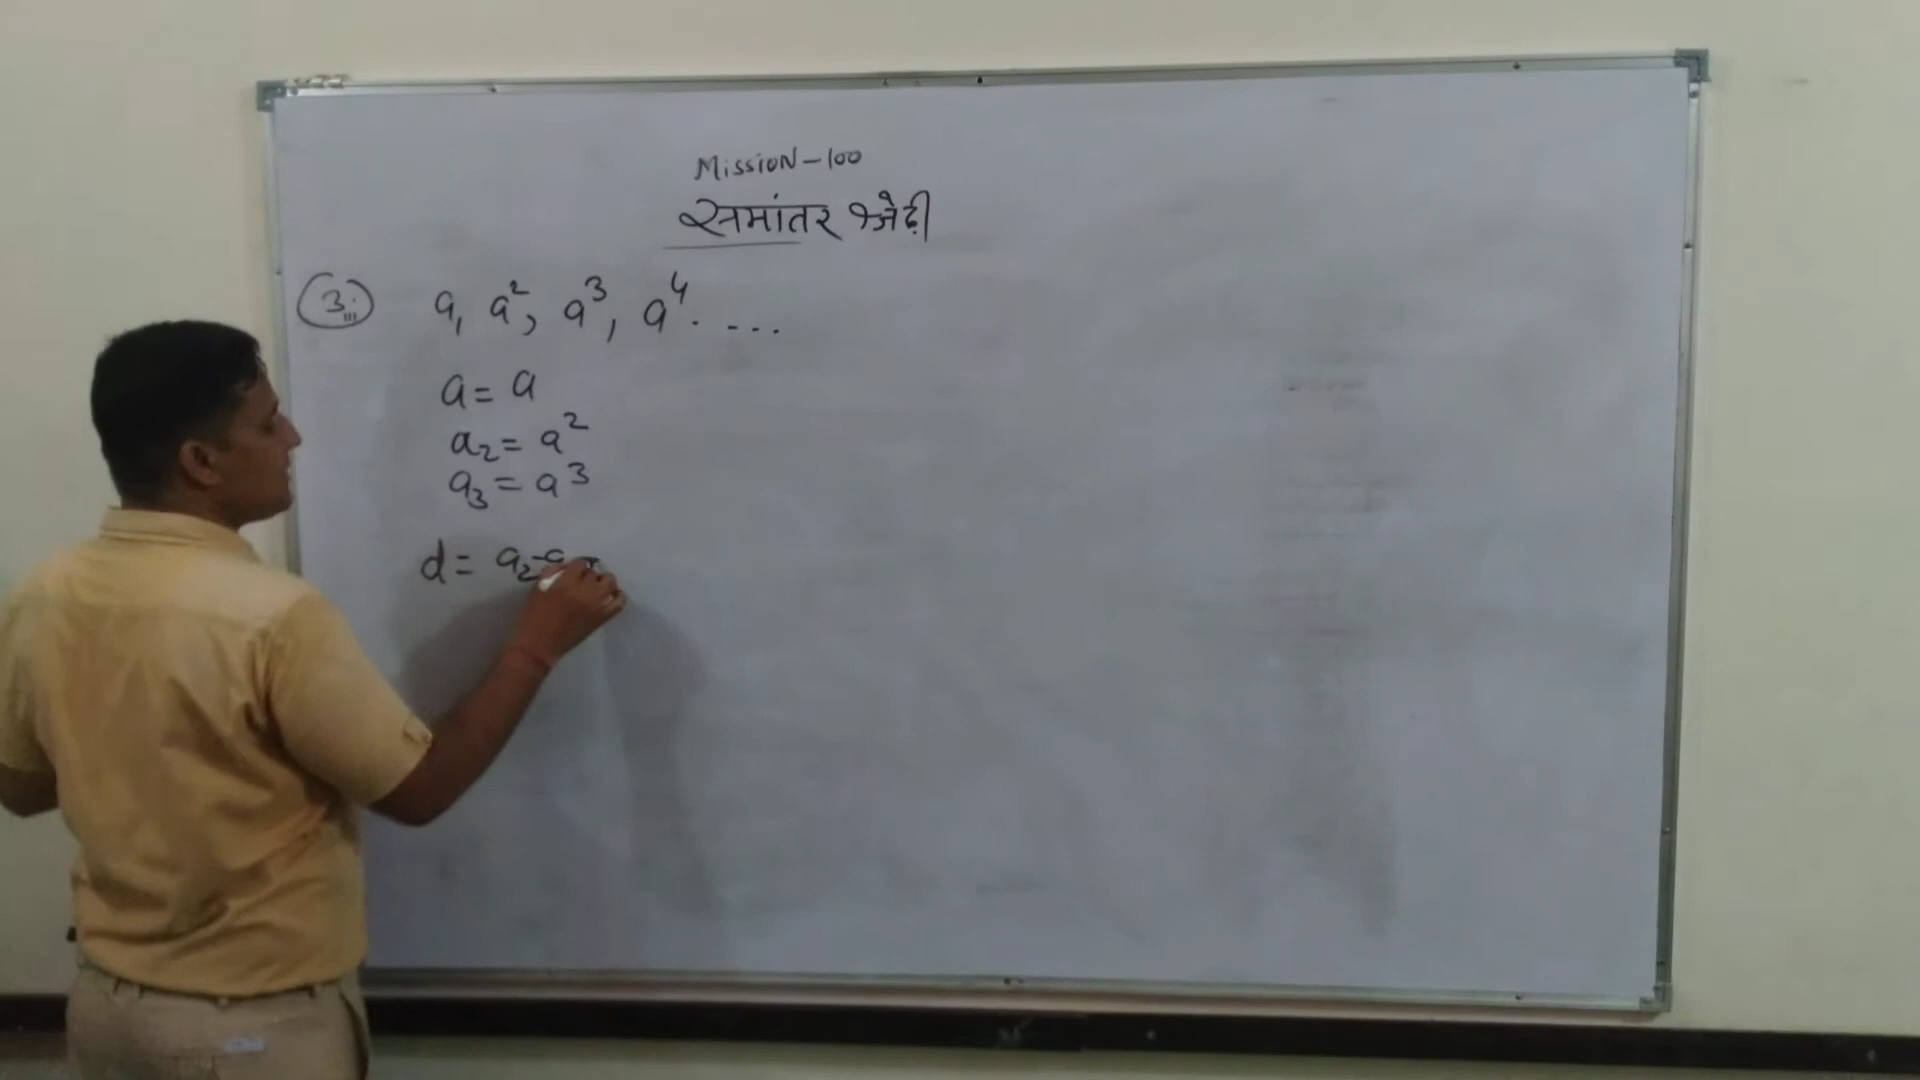 Mission-100
समांतर श्रेढ़ी
3. a, a², a³, a⁴. ....
a = a
a₂ = a²
a₃ = a³
d = a₂-a